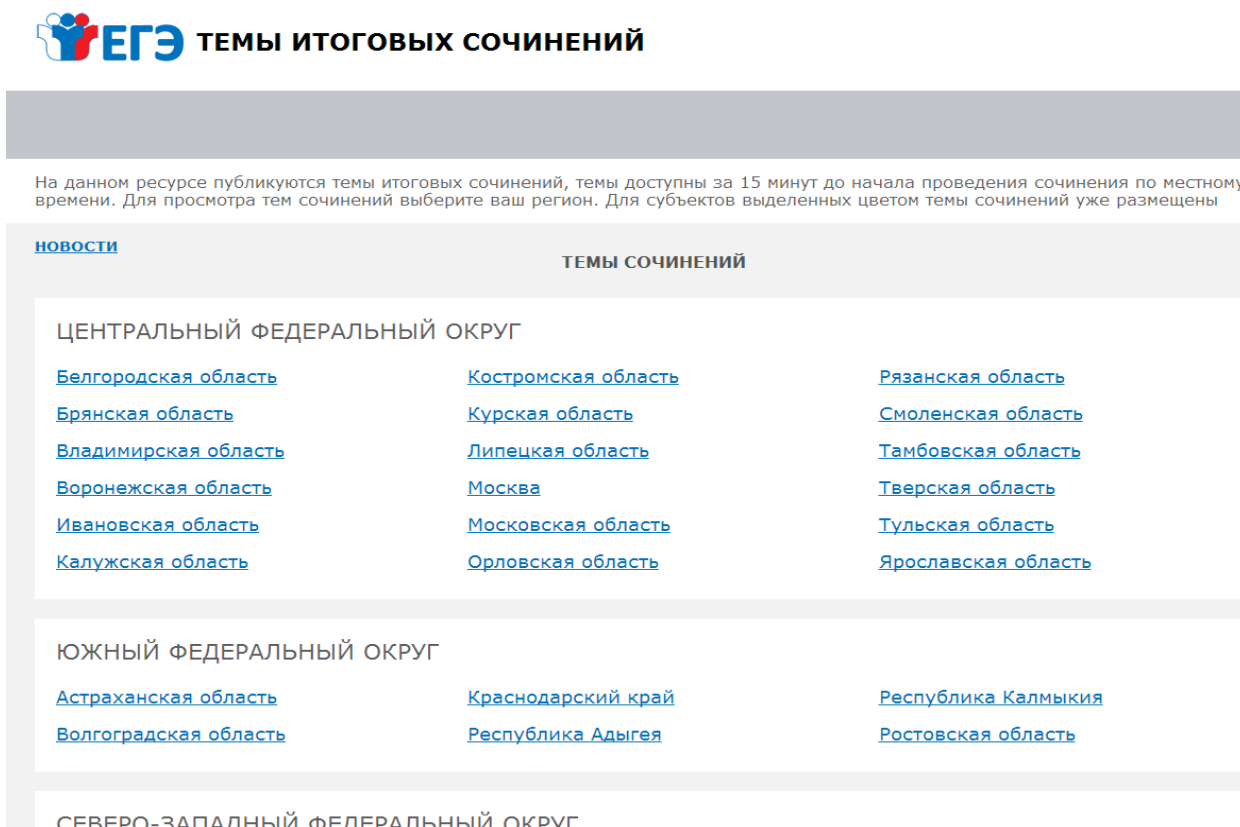 ЕГЭ ТЕМЫ ИТОГОВЫХ СОЧИНЕНИЙ
На данном ресурсе публикуются темы итоговых сочинений, темы доступны за 15 минут до начала проведения сочинения по местному
времени. Для просмотра тем сочинений выберите ваш регион. Для субъектов выделенных цветом темы сочинений уже размещены
НОВОСТИ
ТЕМЫ СОЧИНЕНИЙ
ЦЕНТРАЛЬНЫЙ ФЕДЕРАЛЬНЫЙ ОКРУГ
Белгородская область Костромская область Рязанская область
Брянская область Курская область Смоленская область
Владимирская область Липецкая область Тамбовская область
Воронежская область Москва Тверская область
Ивановская область Московская область Тульская область
Калужская область Орловская область Ярославская область
ЮЖНЫЙ ФЕДЕРАЛЬНЫЙ ОКРУГ
Астраханская область Краснодарский край Республика Калмыкия
Волгоградская область Республика Адыгея Ростовская область
СЕВЕРО-ЗАПАДНЫЙ ФЕДЕРАЛЬНЫЙ ОКРУГ